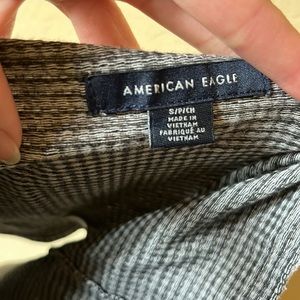 AMERICAN EAGLE
S/P/CH
MADE IN
VIETNAM
FABRIQUÉ AU
VIETNAM